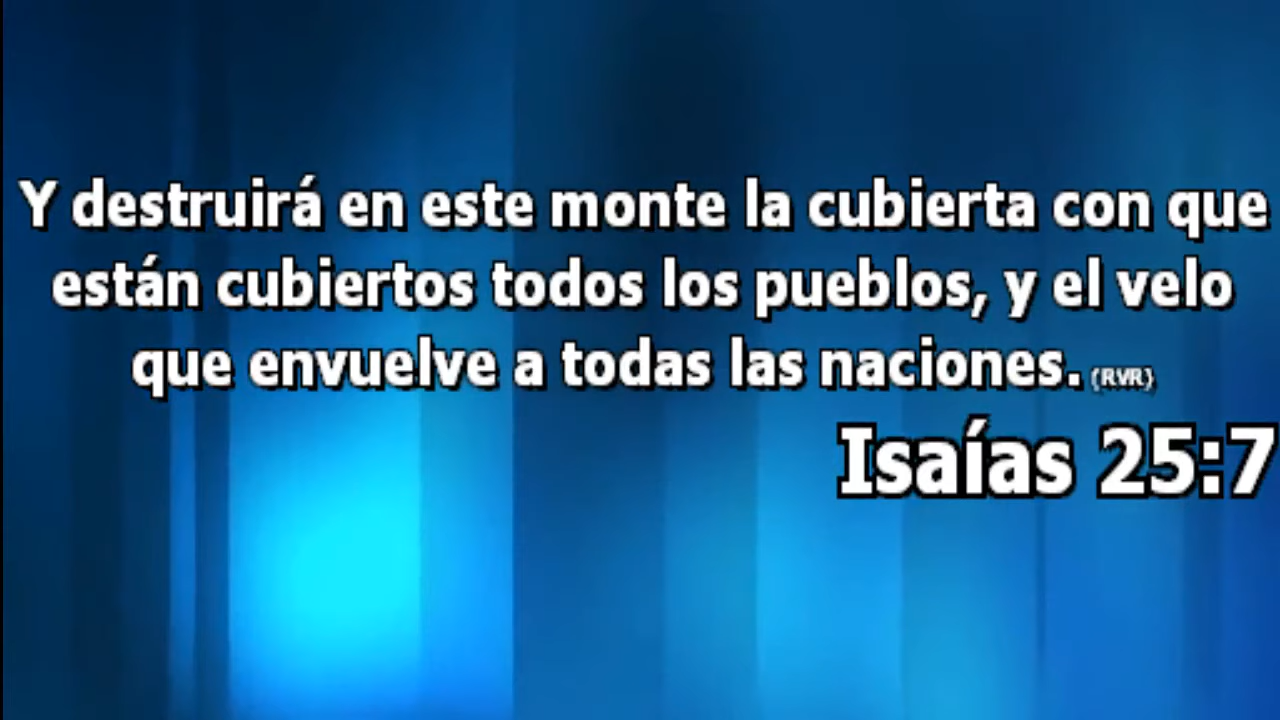 Y destruirá en este monte la cubierta con que
están cubiertos todos los pueblos, y el velo
que envuelve a todas las naciones. (RVR)
Isaías 25:7